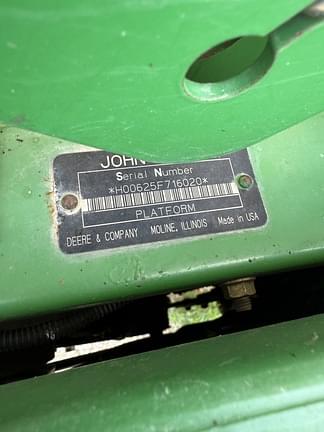 JOHN
Serial Number
*H00625F716020*
PLATFORM
DEERE & COMPANY MOLINE, ILLINOIS Made in USA